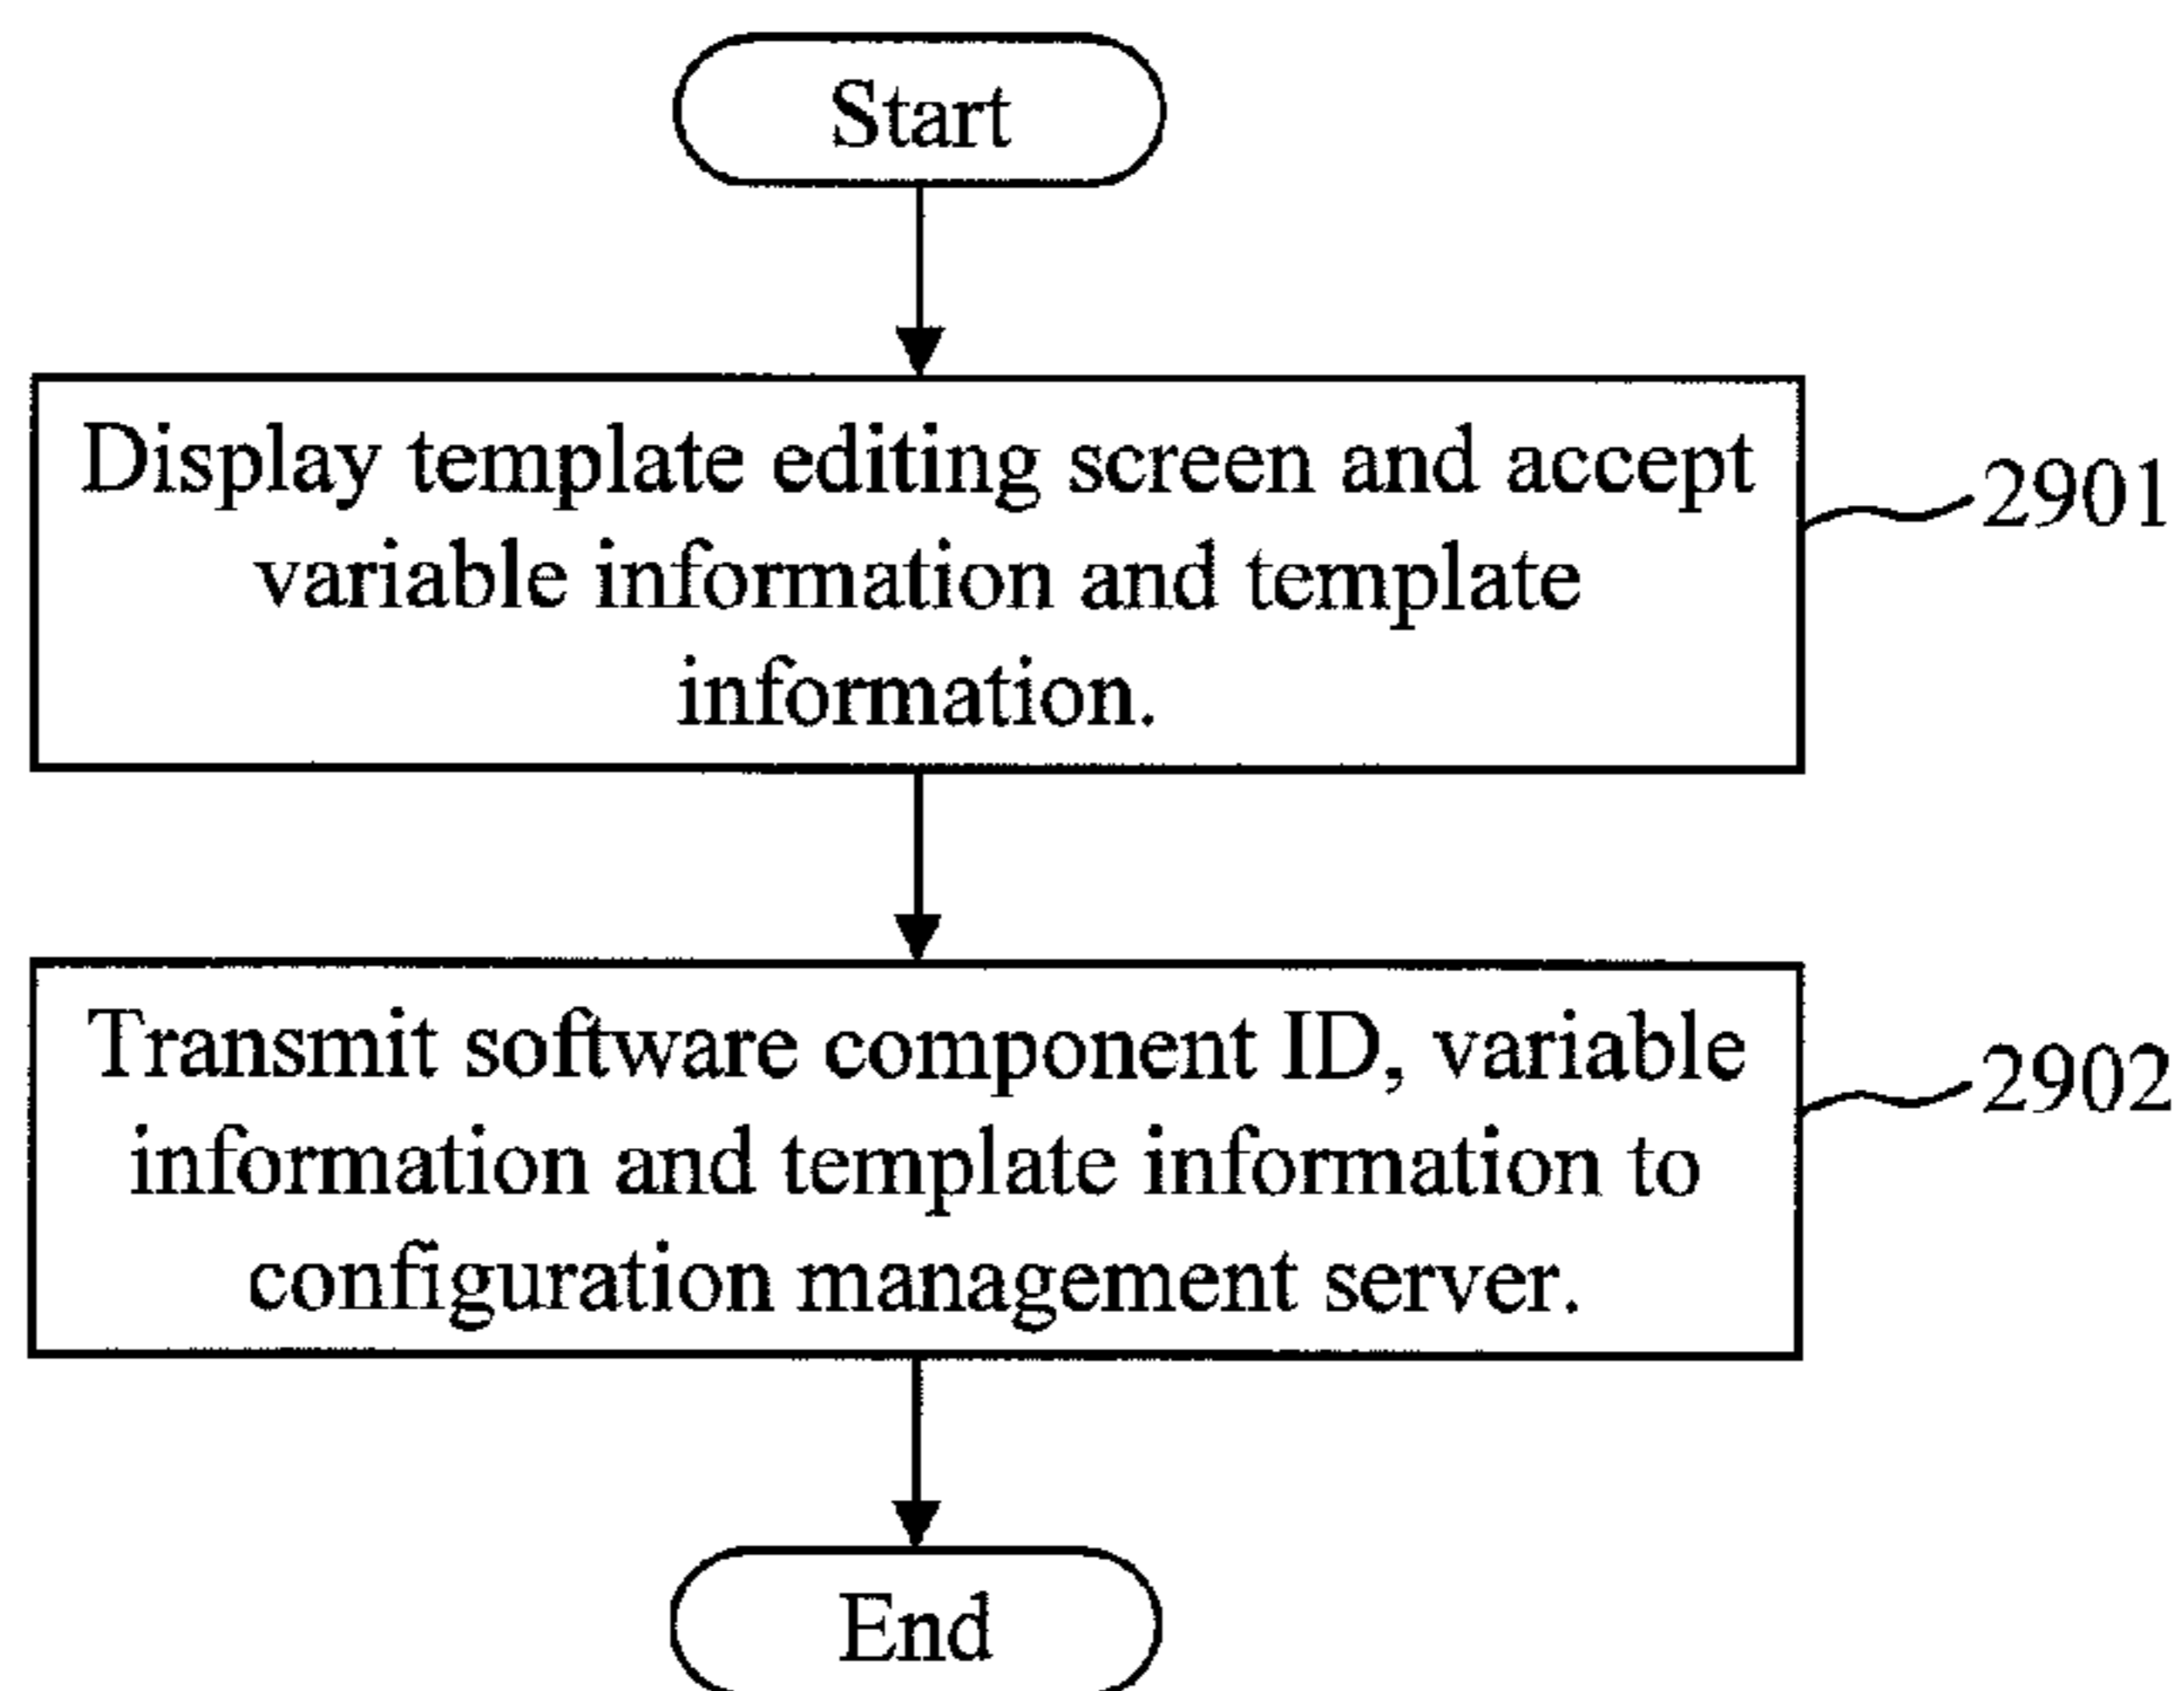 Start
Display template editing screen and accept
variable information and template
information.
2901
Transmit software component ID, variable
information and template information to
configuration management server.
2902
End